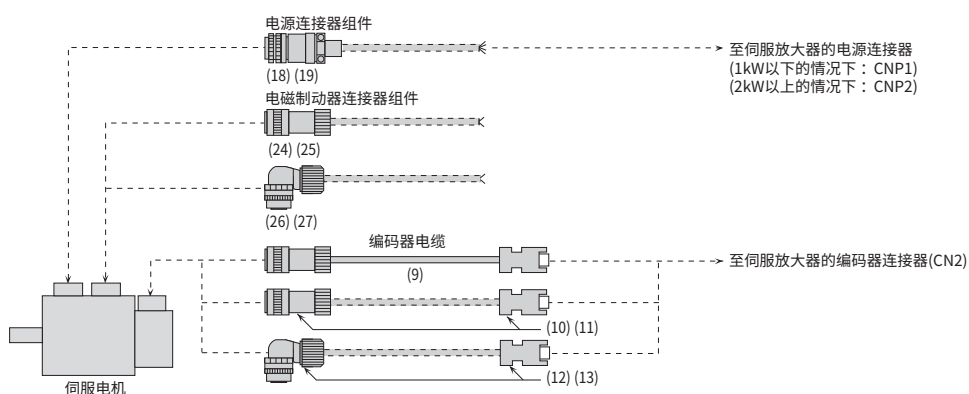 电源连接器组件
(18) (19)
至伺服放大器的电源连接器
(1kW以下的情况下：CNP1)
(2kW以上的情况下：CNP2)
电磁制动器连接器组件
(24) (25)
(26) (27)
编码器电缆
(9)
至伺服放大器的编码器连接器(CN2)
(10) (11)
(12) (13)
伺服电机